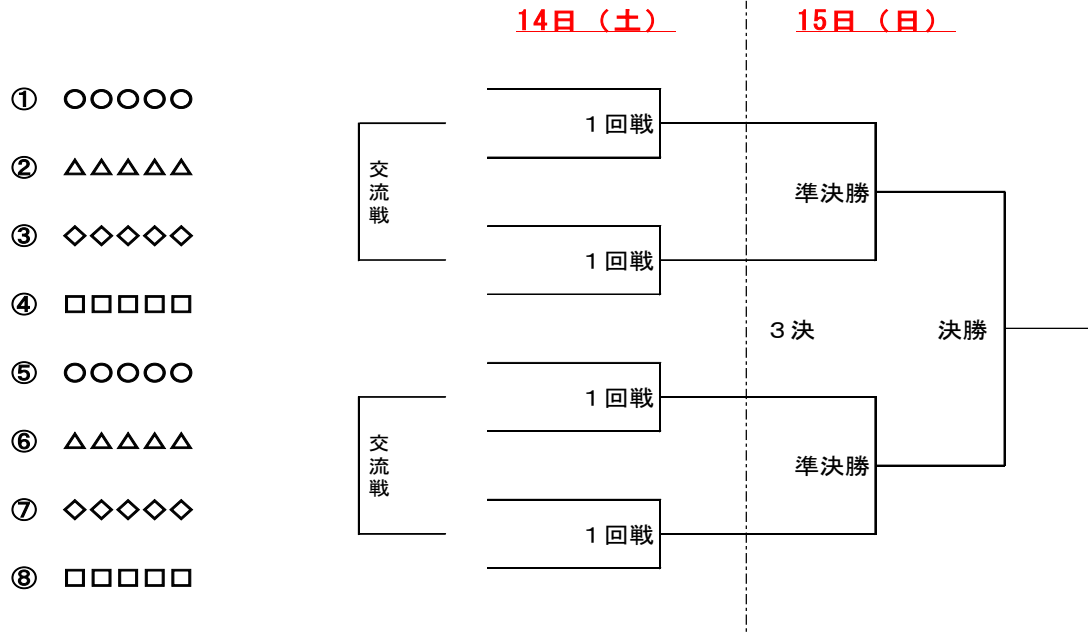 14日（土）
15日（日）
① ○○○○○
１回戦
② △△△△△
交流戦
準決勝
③ ◇◇◇◇◇
１回戦
④ □□□□□
３決
決勝
⑤ ○○○○○
１回戦
⑥ △△△△△
交流戦
準決勝
⑦ ◇◇◇◇◇
１回戦
⑧ □□□□□